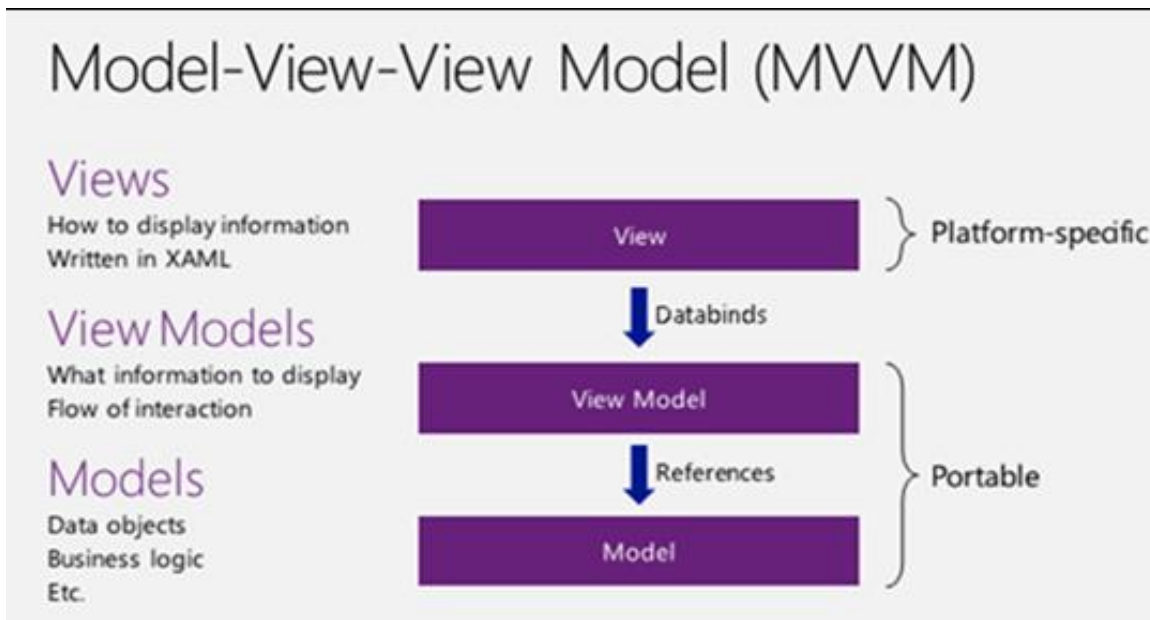 Model-View-View Model (MVVM)
Views
How to display information
Written in XAML
View
Platform-specific
Databinds
View Models
What information to display
Flow of interaction
View Model
References
Portable
Models
Data objects
Business logic
Etc.
Model